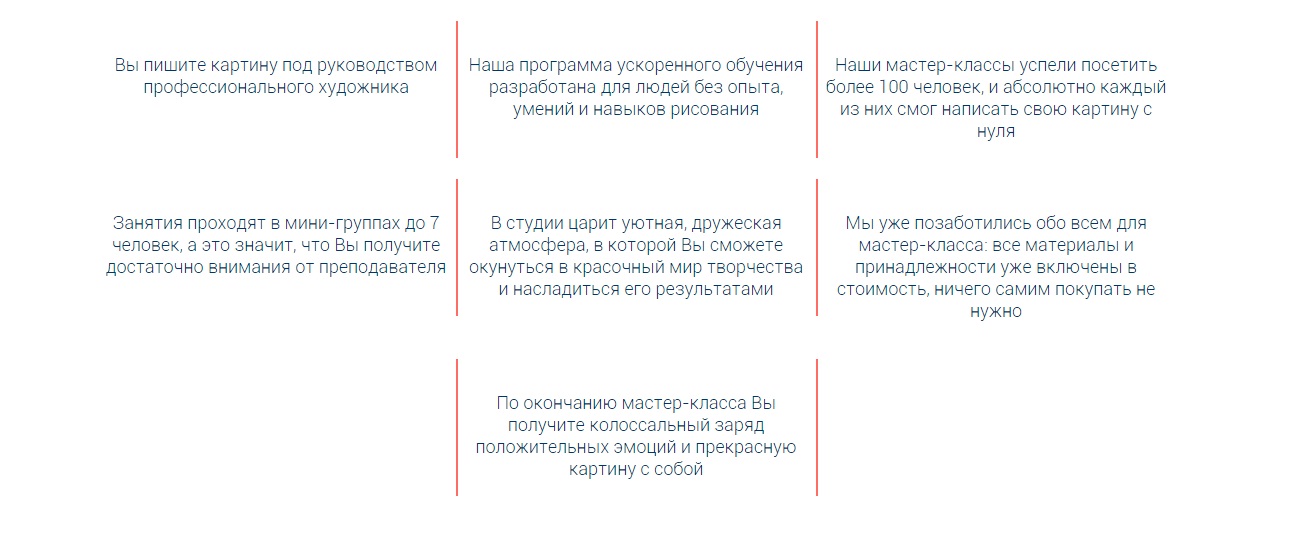 Вы пишите картину под руководством
профессионального художника
Наша программа ускоренного обучения
разработана для людей без опыта,
умений и навыков рисования
Наши мастер-классы успели посетить
более 100 человек, и абсолютно каждый
из них смог написать свою картину с
нуля
Занятия проходят в мини-группах до 7
человек, а это значит, что Вы получите
достаточно внимания от преподавателя
В студии царит уютная, дружеская
атмосфера, в которой Вы сможете
окунуться в красочный мир творчества
и насладиться его результатами
Мы уже позаботились обо всем для
мастер-класса: все материалы и
принадлежности уже включены в
стоимость, ничего самим покупать не
нужно
По окончанию мастер-класса Вы
получите колоссальный заряд
положительных эмоций и прекрасную
картину с собой